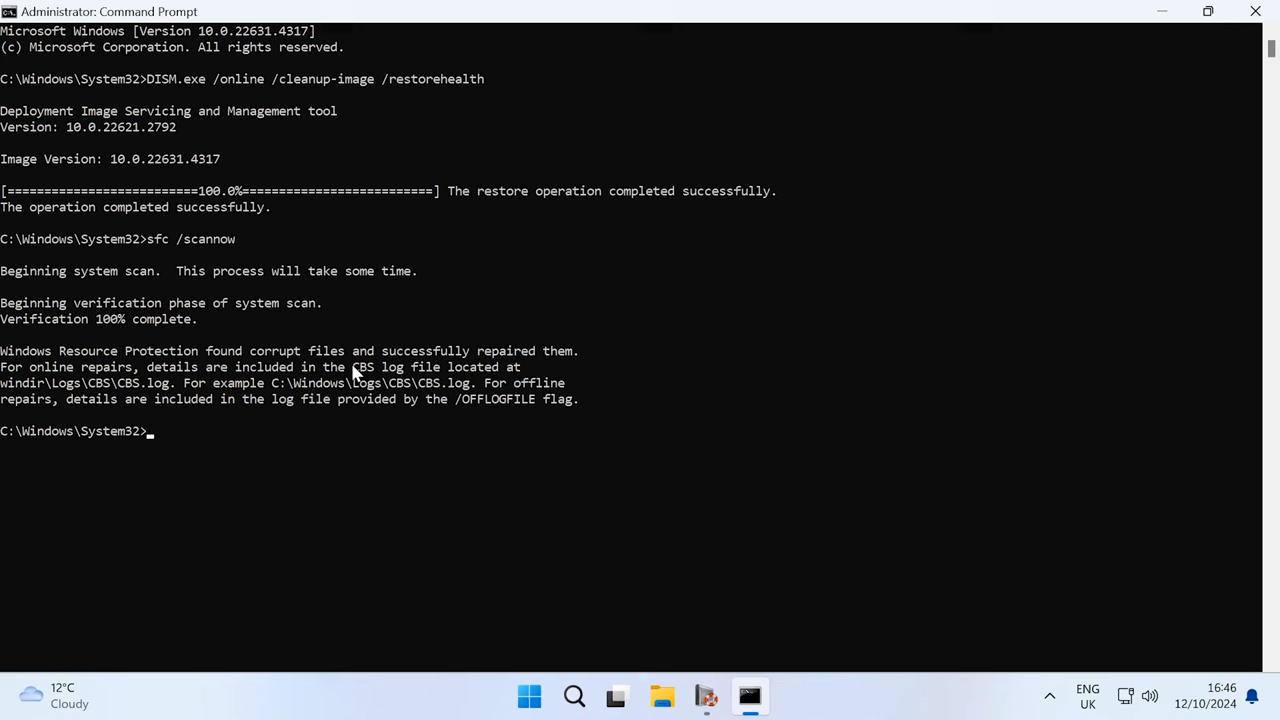 Administrator: Command Prompt
Microsoft Windows [Version 10.0.22631.4317]
(c) Microsoft Corporation. All rights reserved.
C:\Windows\System32>DISM.exe /online /cleanup-image /restorehealth
Deployment Image Servicing and Management tool
Version: 10.0.22621.2792
Image Version: 10.0.22631.4317
[==========================100.0%==========================] The restore operation completed successfully.
The operation completed successfully.
C:\Windows\System32>sfc /scannow
Beginning system scan.  This process will take some time.
Beginning verification phase of system scan.
Verification 100% complete.
Windows Resource Protection found corrupt files and successfully repaired them.
For online repairs, details are included in the CBS log file located at
windir\Logs\CBS\CBS.log. For example C:\Windows\Logs\CBS\CBS.log. For offline
repairs, details are included in the log file provided by the /OFFLOGFILE flag.
C:\Windows\System32>
12°C
Cloudy
ENG
UK
16:46
12/10/2024